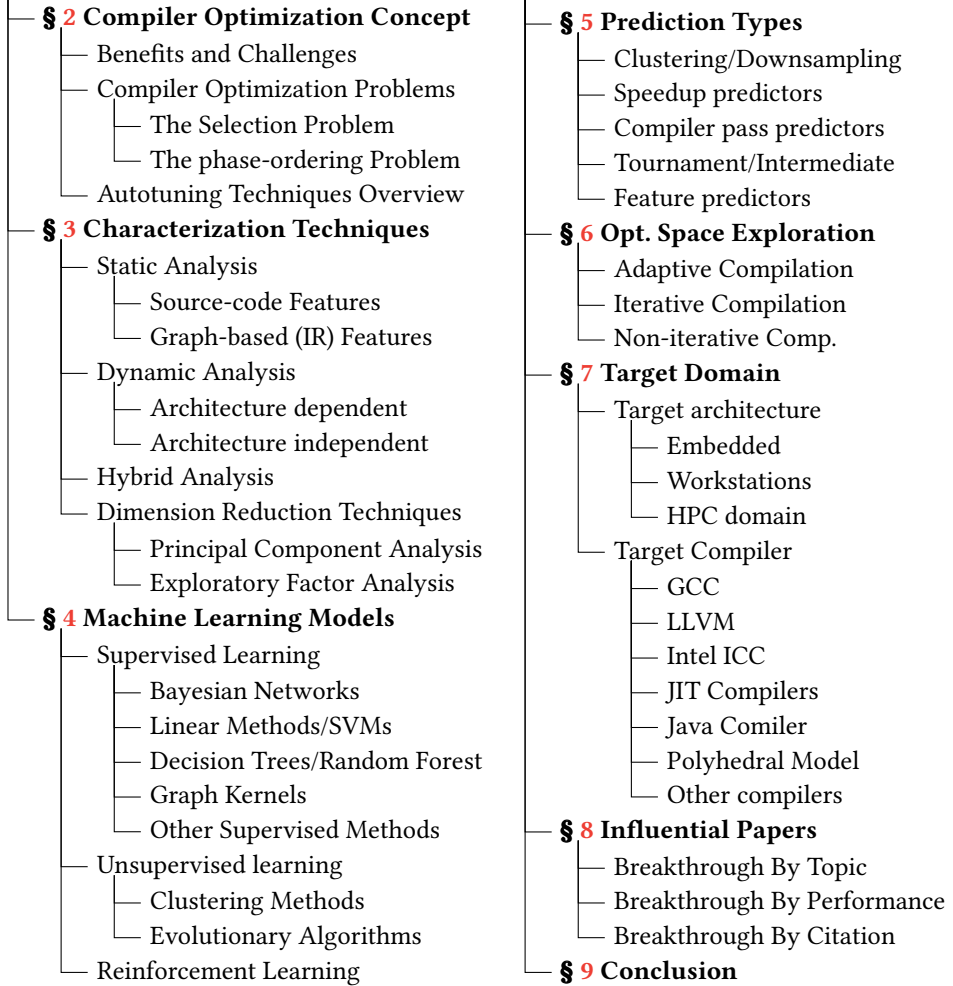 § 2 Compiler Optimization Concept
Benefits and Challenges
Compiler Optimization Problems
The Selection Problem
The phase-ordering Problem
Autotuning Techniques Overview
§ 3 Characterization Techniques
Static Analysis
Source-code Features
Graph-based (IR) Features
Dynamic Analysis
Architecture dependent
Architecture independent
Hybrid Analysis
Dimension Reduction Techniques
Principal Component Analysis
Exploratory Factor Analysis
§ 4 Machine Learning Models
Supervised Learning
Bayesian Networks
Linear Methods/SVMs
Decision Trees/Random Forest
Graph Kernels
Other Supervised Methods
Unsupervised learning
Clustering Methods
Evolutionary Algorithms
Reinforcement Learning
§ 5 Prediction Types
Clustering/Downsampling
Speedup predictors
Compiler pass predictors
Tournament/Intermediate
Feature predictors
§ 6 Opt. Space Exploration
Adaptive Compilation
Iterative Compilation
Non-iterative Comp.
§ 7 Target Domain
Target architecture
Embedded
Workstations
HPC domain
Target Compiler
GCC
LLVM
Intel ICC
JIT Compilers
Java Comiler
Polyhedral Model
Other compilers
§ 8 Influential Papers
Breakthrough By Topic
Breakthrough By Performance
Breakthrough By Citation
§ 9 Conclusion